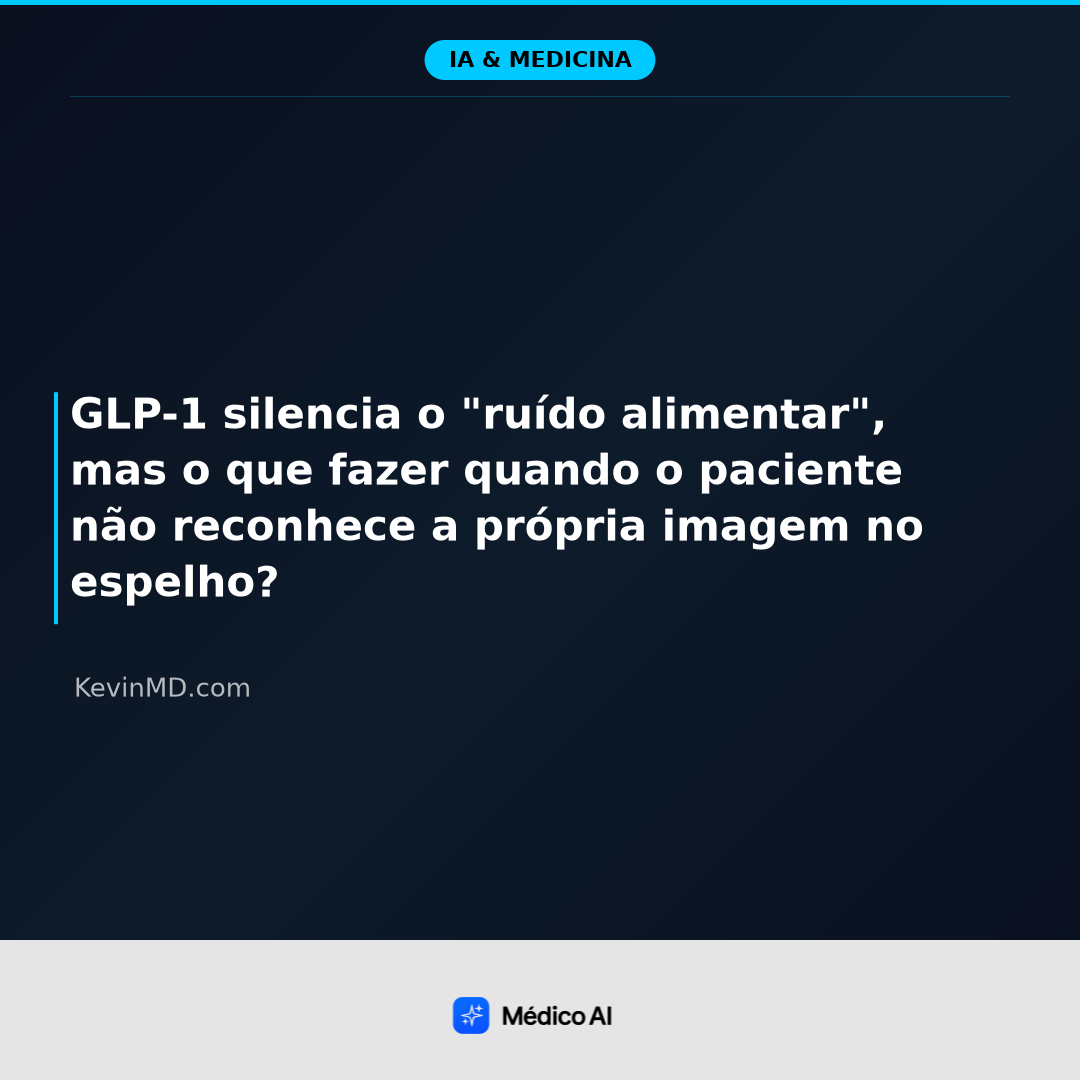 IA & MEDICINA
GLP-1 silencia o "ruído alimentar",
mas o que fazer quando o paciente
não reconhece a própria imagem no
espelho?
KevinMD.com
Médico AI